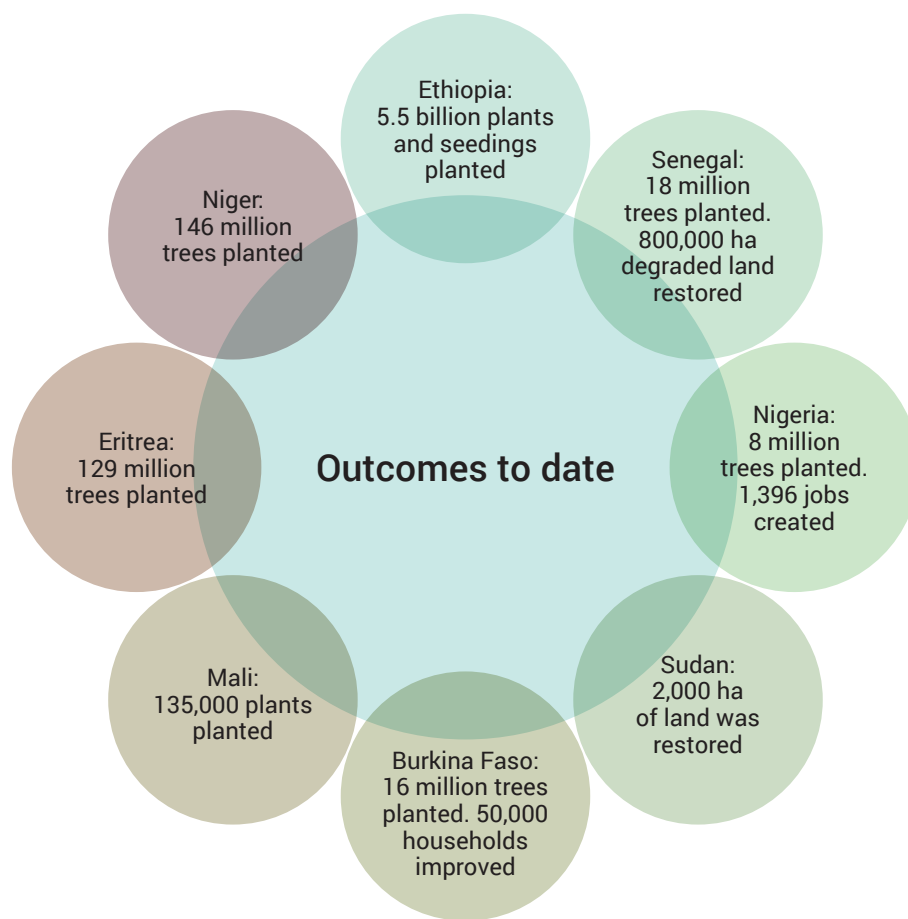 Ethiopia:
5.5 billion plants
and seedings
planted
Senegal:
18 million
trees planted.
800,000 ha
degraded land
restored
Nigeria:
8 million
trees planted.
1,396 jobs
created
Sudan:
2,000 ha
of land was
restored
Burkina Faso:
16 million trees
planted. 50,000
households
improved
Mali:
135,000 plants
planted
Eritrea:
129 million
trees planted
Niger:
146 million
trees planted
Outcomes to date